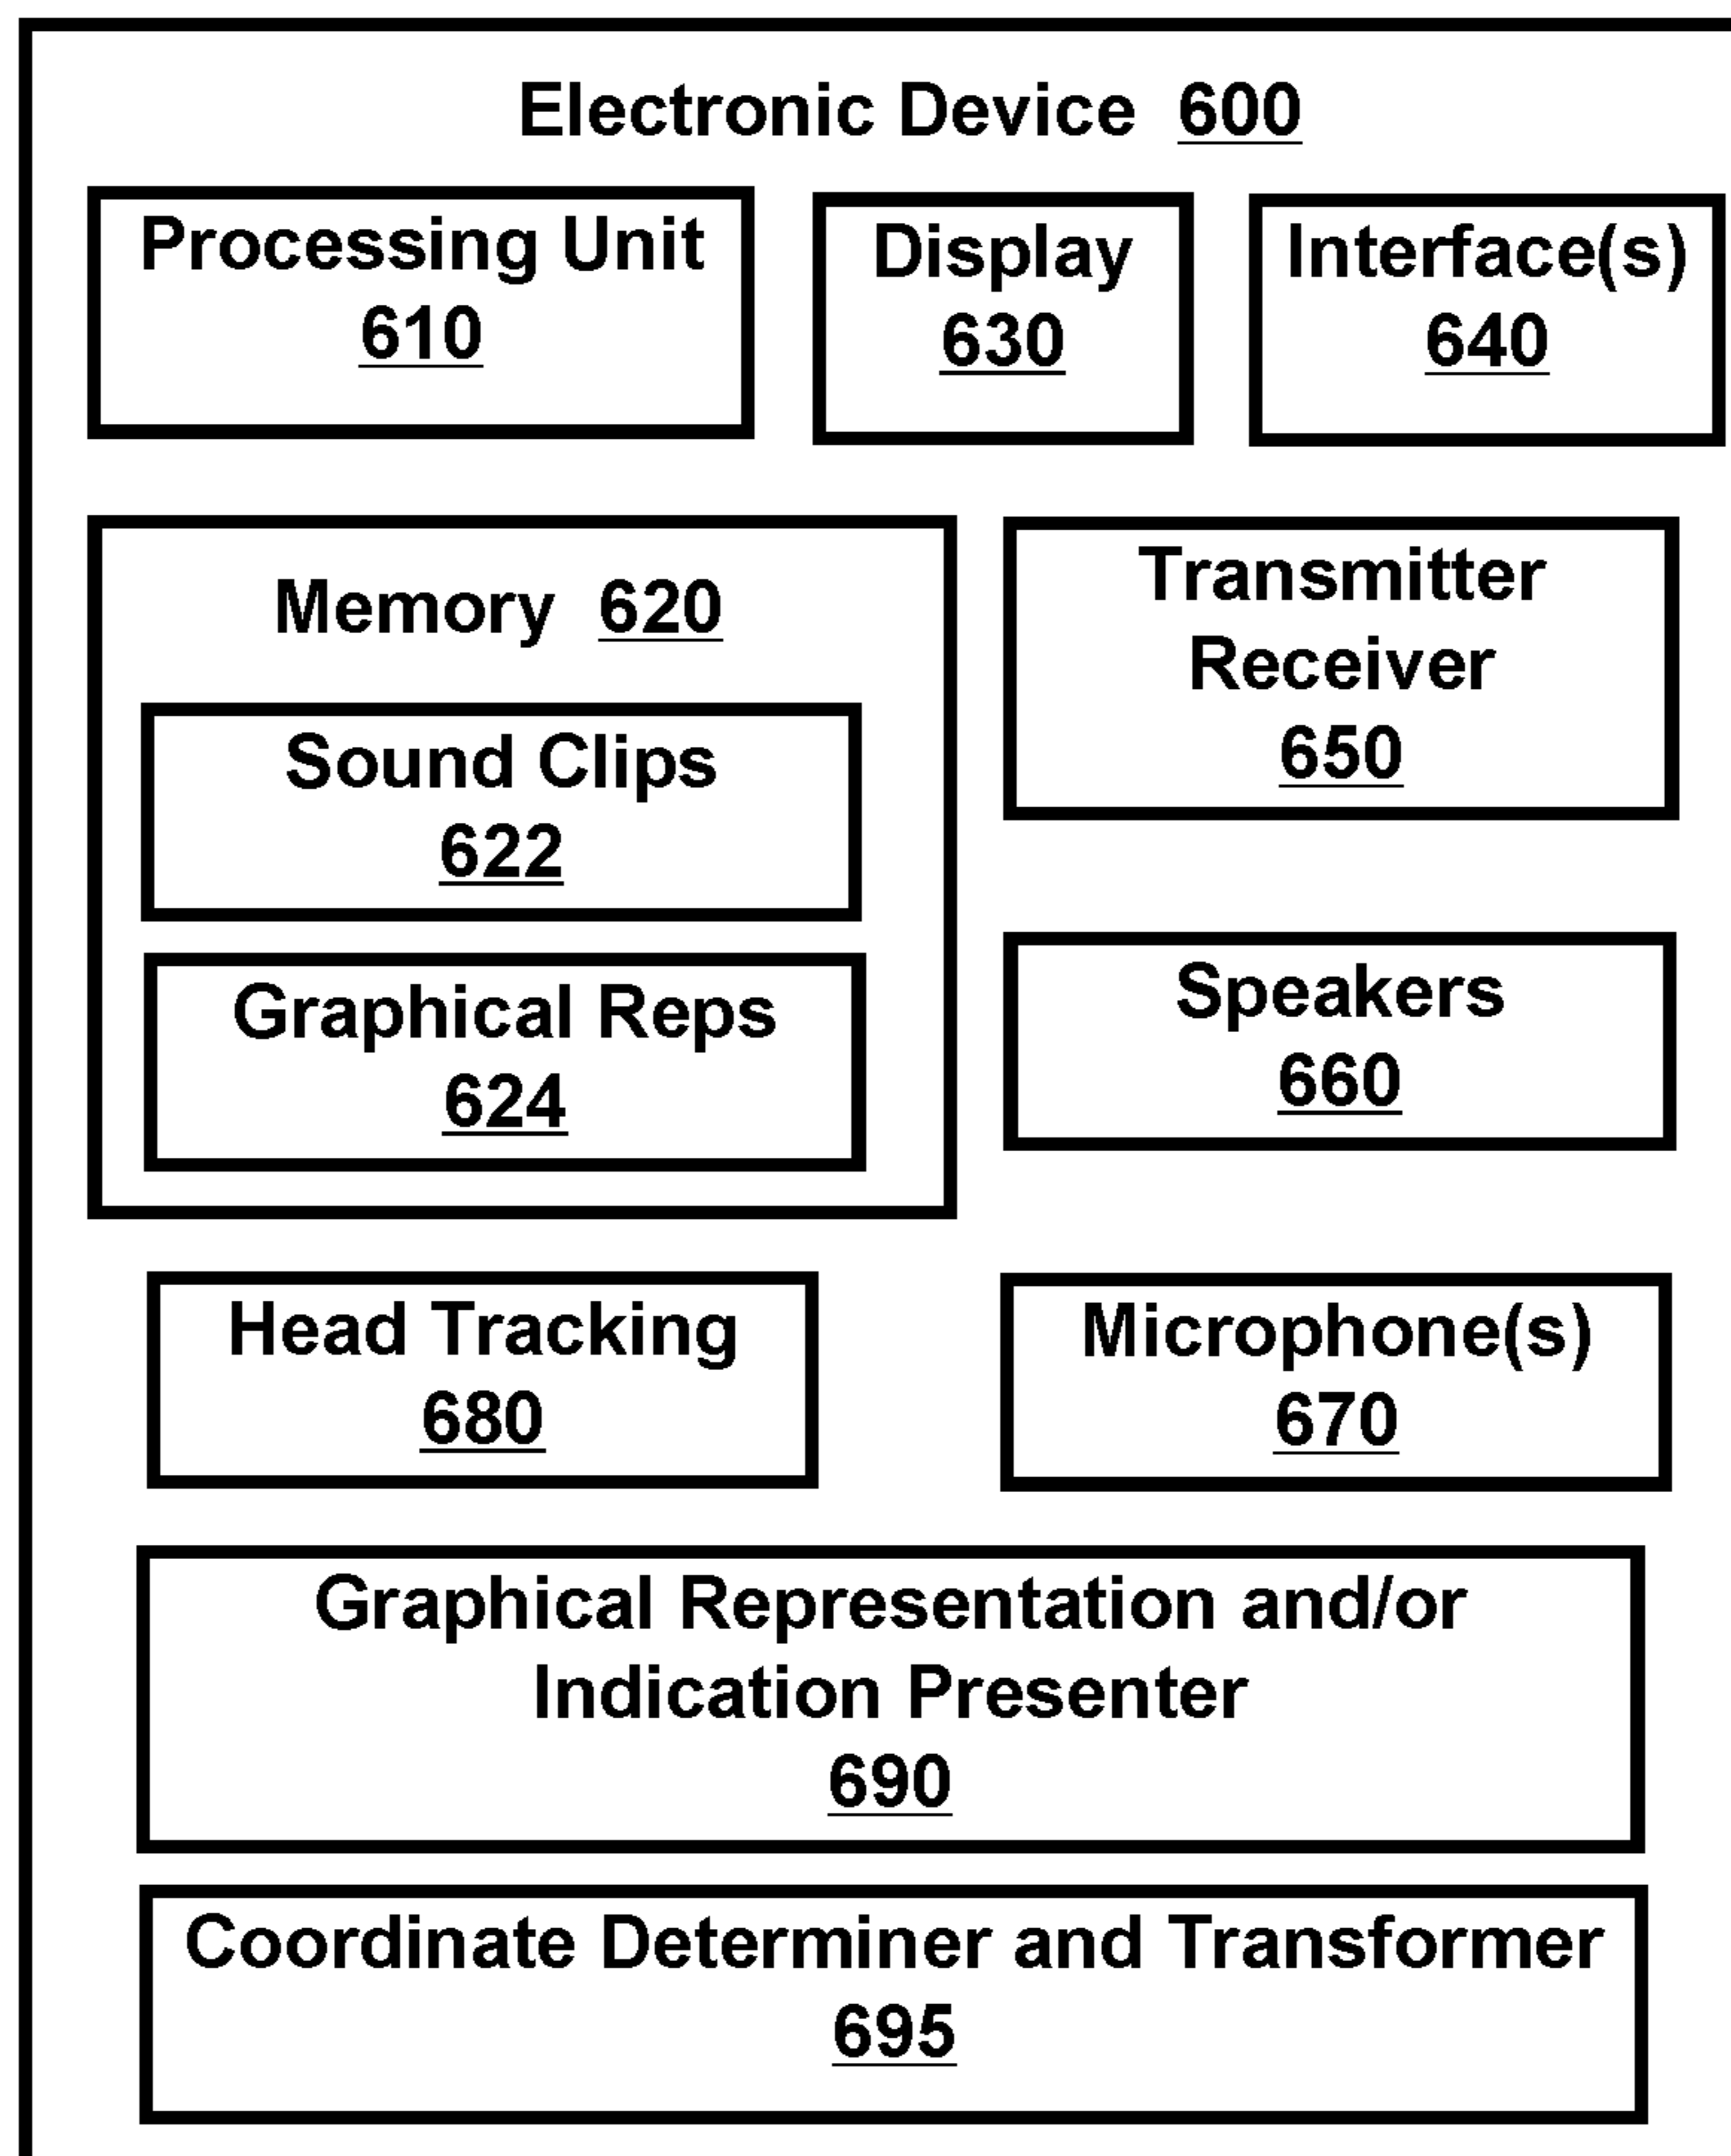 Electronic Device 600
Processing Unit
610
Display
630
Interface(s)
640
Memory 620
Sound Clips
622
Graphical Reps
624
Transmitter
Receiver
650
Speakers
660
Head Tracking
680
Microphone(s)
670
Graphical Representation and/or
Indication Presenter
690
Coordinate Determiner and Transformer
695